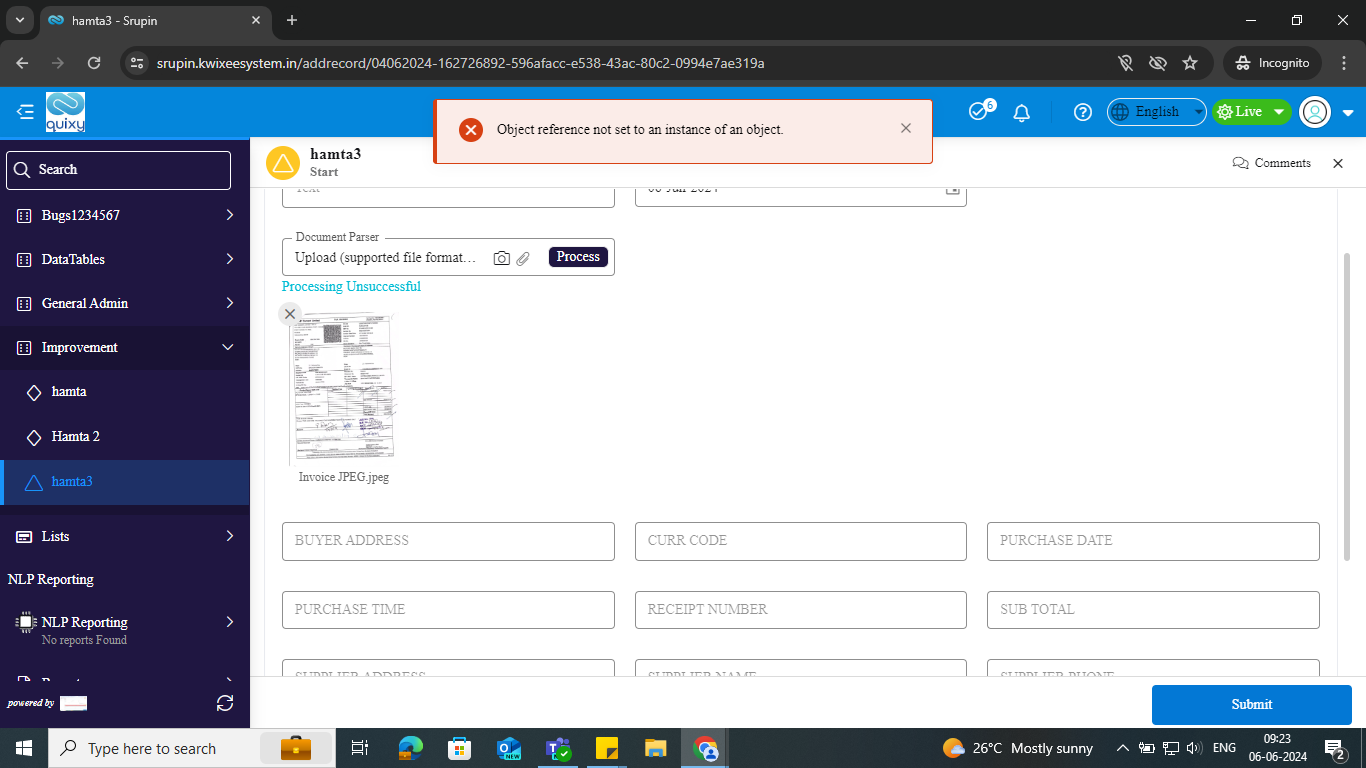 hamta3 - Srupin
srupin.kwixeesystem.in/addrecord/04062024-162726892-596afacc-e538-43ac-80c2-0994e7ae319a
Incognito
quixy
Object reference not set to an instance of an object.
6
English
Live
Search
hamta3
Start
Comments
Bugs1234567
DataTables
General Admin
Improvement
hamta
Hamta 2
hamta3
Lists
NLP Reporting
NLP Reporting
No reports Found
powered by
Text
Document Parser
Upload (supported file format...
Process
Processing Unsuccessful
Invoice JPEG.jpeg
BUYER ADDRESS
CURR CODE
PURCHASE DATE
PURCHASE TIME
RECEIPT NUMBER
SUB TOTAL
SUPPLIER ADDRESS
SUPPLIER NAME
SUPPLIER PHONE
Submit
Type here to search
NEW
26°C Mostly sunny
ENG
09:23
06-06-2024
2